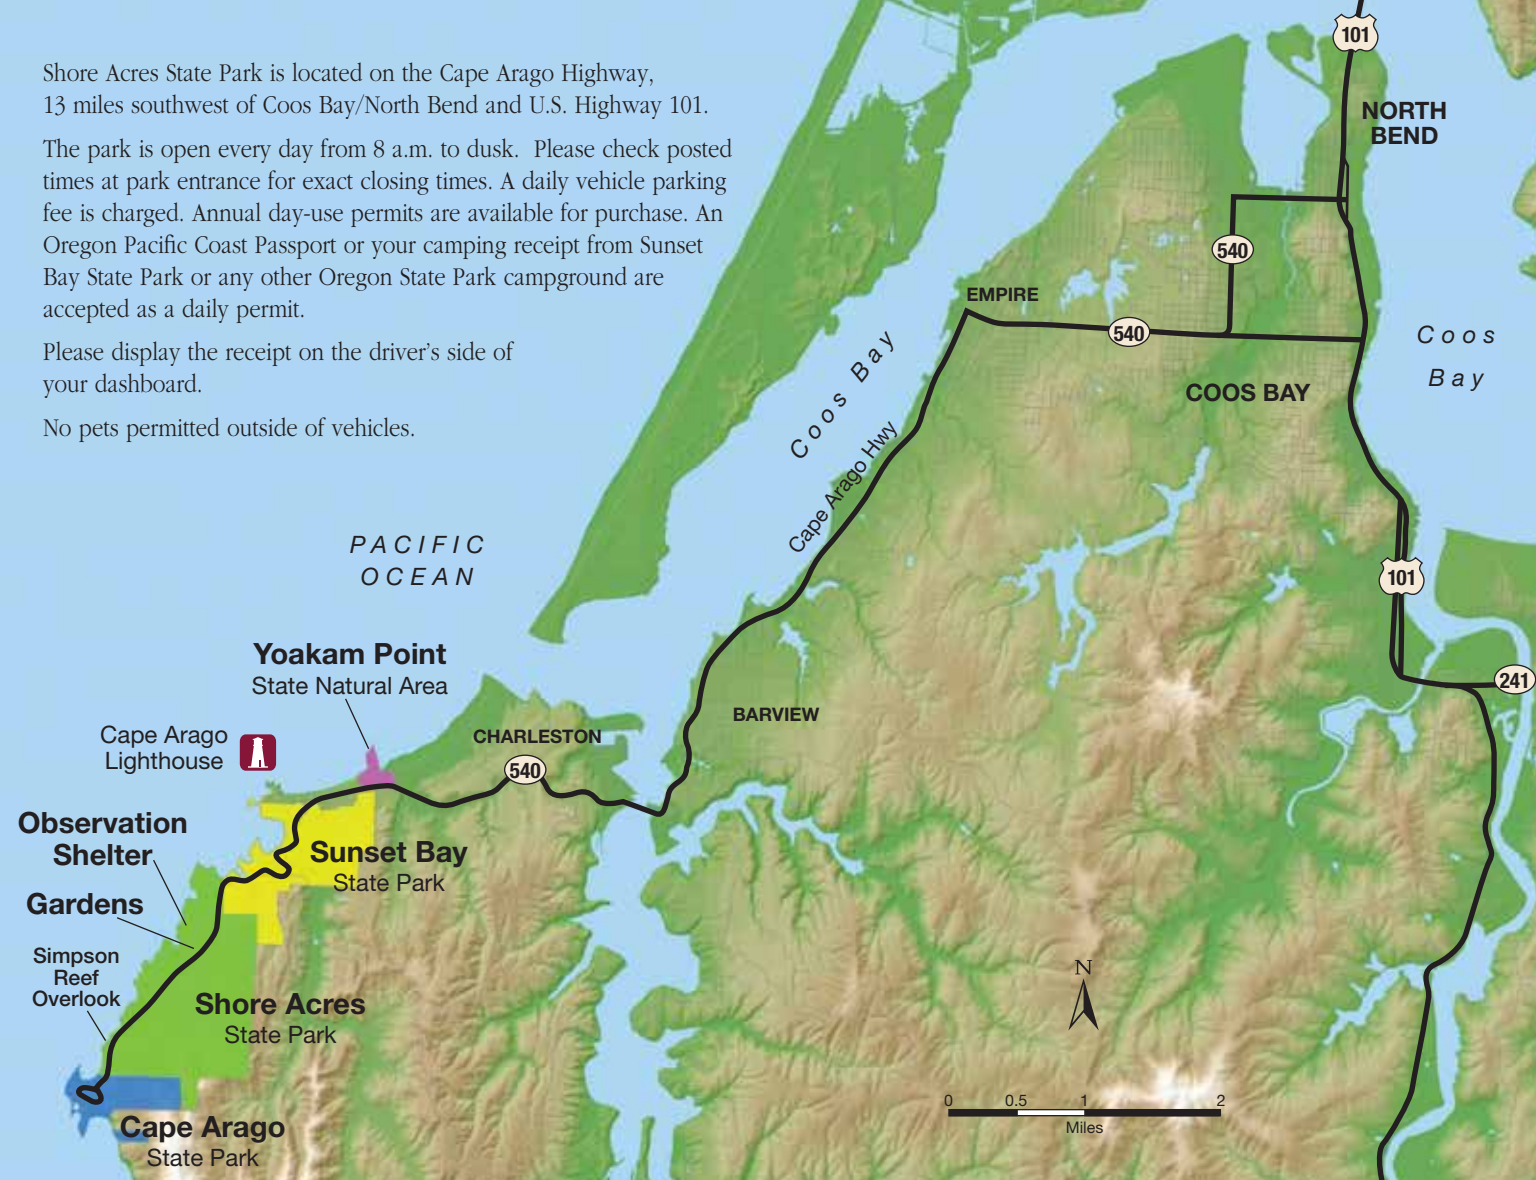 Shore Acres State Park is located on the Cape Arago Highway,
13 miles southwest of Coos Bay/North Bend and U.S. Highway 101.
The park is open every day from 8 a.m. to dusk.  Please check posted
times at park entrance for exact closing times. A daily vehicle parking
fee is charged. Annual day-use permits are available for purchase. An
Oregon Pacific Coast Passport or your camping receipt from Sunset
Bay State Park or any other Oregon State Park campground are
accepted as a daily permit.
Please display the receipt on the driver's side of
your dashboard.
No pets permitted outside of vehicles.
101
NORTH
BEND
540
EMPIRE
540
Coos
Bay
Coos Bay
COOS BAY
Cape Arago Hwy
PACIFIC
OCEAN
101
Yoakam Point
State Natural Area
241
BARVIEW
Cape Arago
Lighthouse
CHARLESTON
540
Observation
Shelter
Sunset Bay
State Park
Gardens
Simpson
Reef
Overlook
N
Shore Acres
State Park
0 0.5 1 2
Miles
Cape Arago
State Park